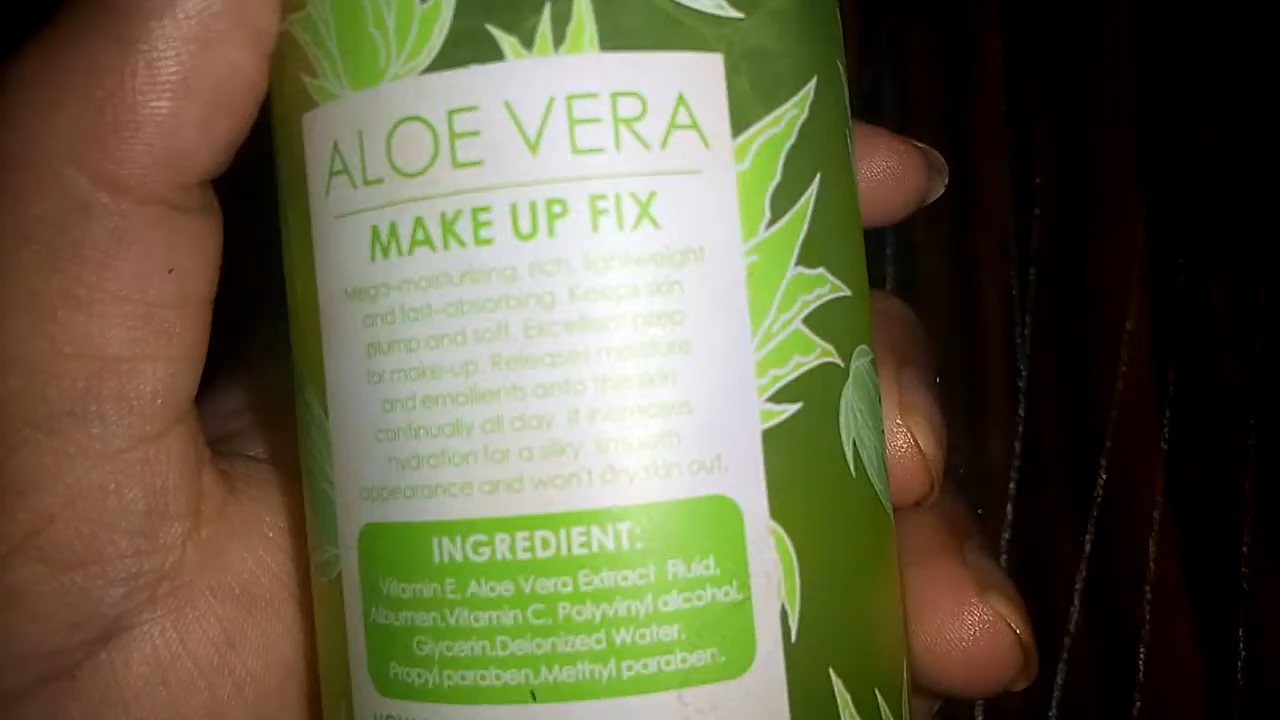 ALOE VERA
MAKE UP FIX
Mega-moisturising, rich, lightweight
and fast-absorbing. Keeps skin
plump and soft. Excellent prep
for make-up. Releases moisture
and emollients onto the skin
continually all day. It increases
hydration for a silky smooth
appearance and won't dry skin out.
INGREDIENT:
Vitamin E, Aloe Vera Extract Fluid,
Albumen,Vitamin C, Polyvinyl alcohol,
Glycerin,Deionized Water,
Propyl paraben,Methyl paraben.